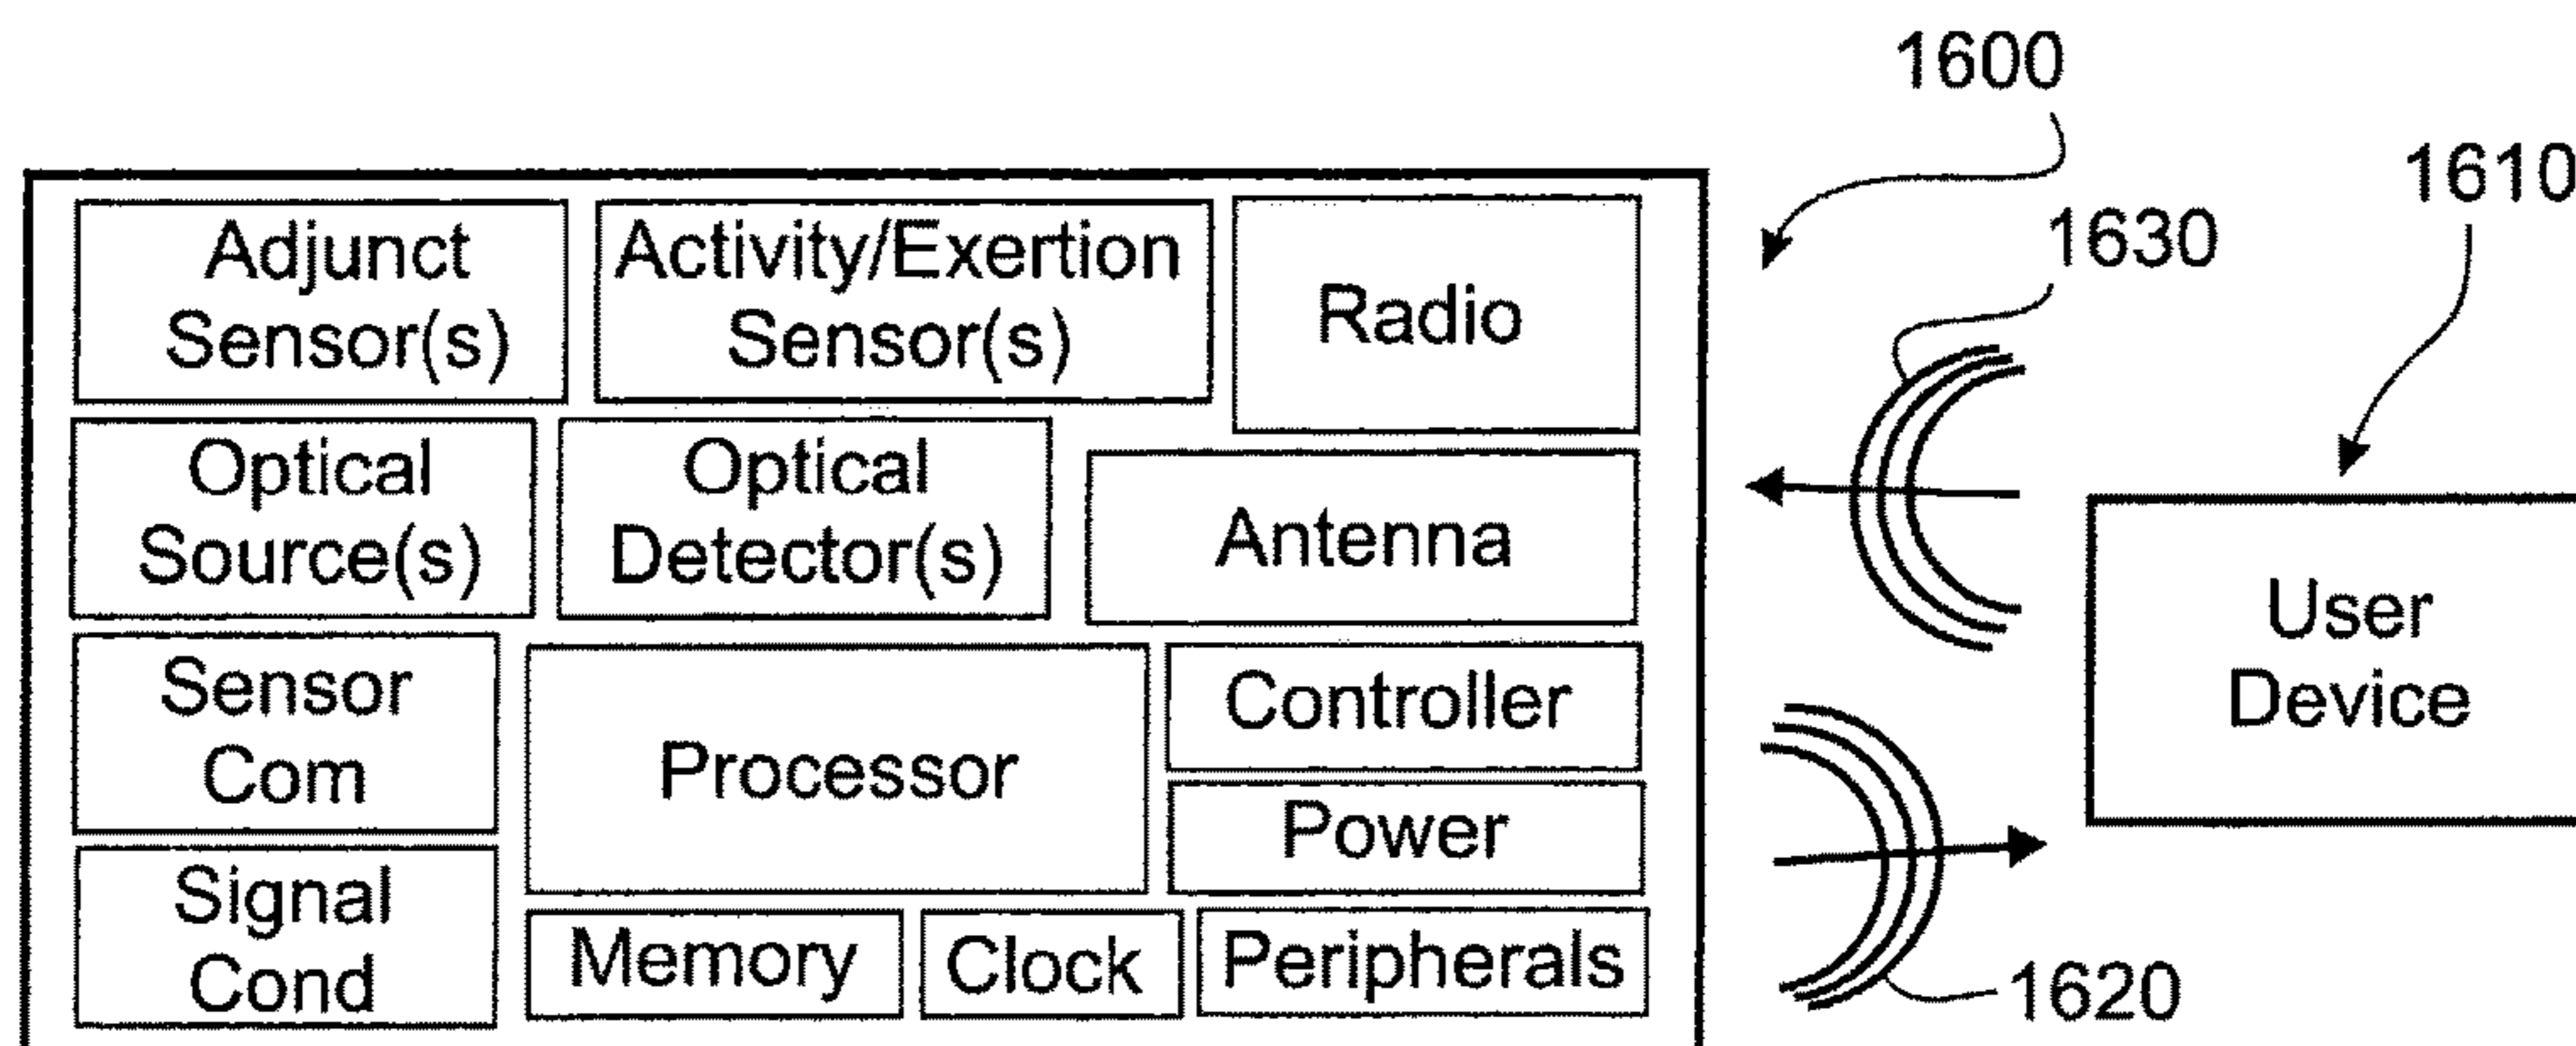 1600
1610
1630
Adjunct
Sensor(s)
Activity/Exertion
Sensor(s)
Radio
Optical
Source(s)
Optical
Detector(s)
Antenna
User
Device
Sensor
Com
Processor
Controller
Power
Signal
Cond
Memory
Clock
Peripherals
1620